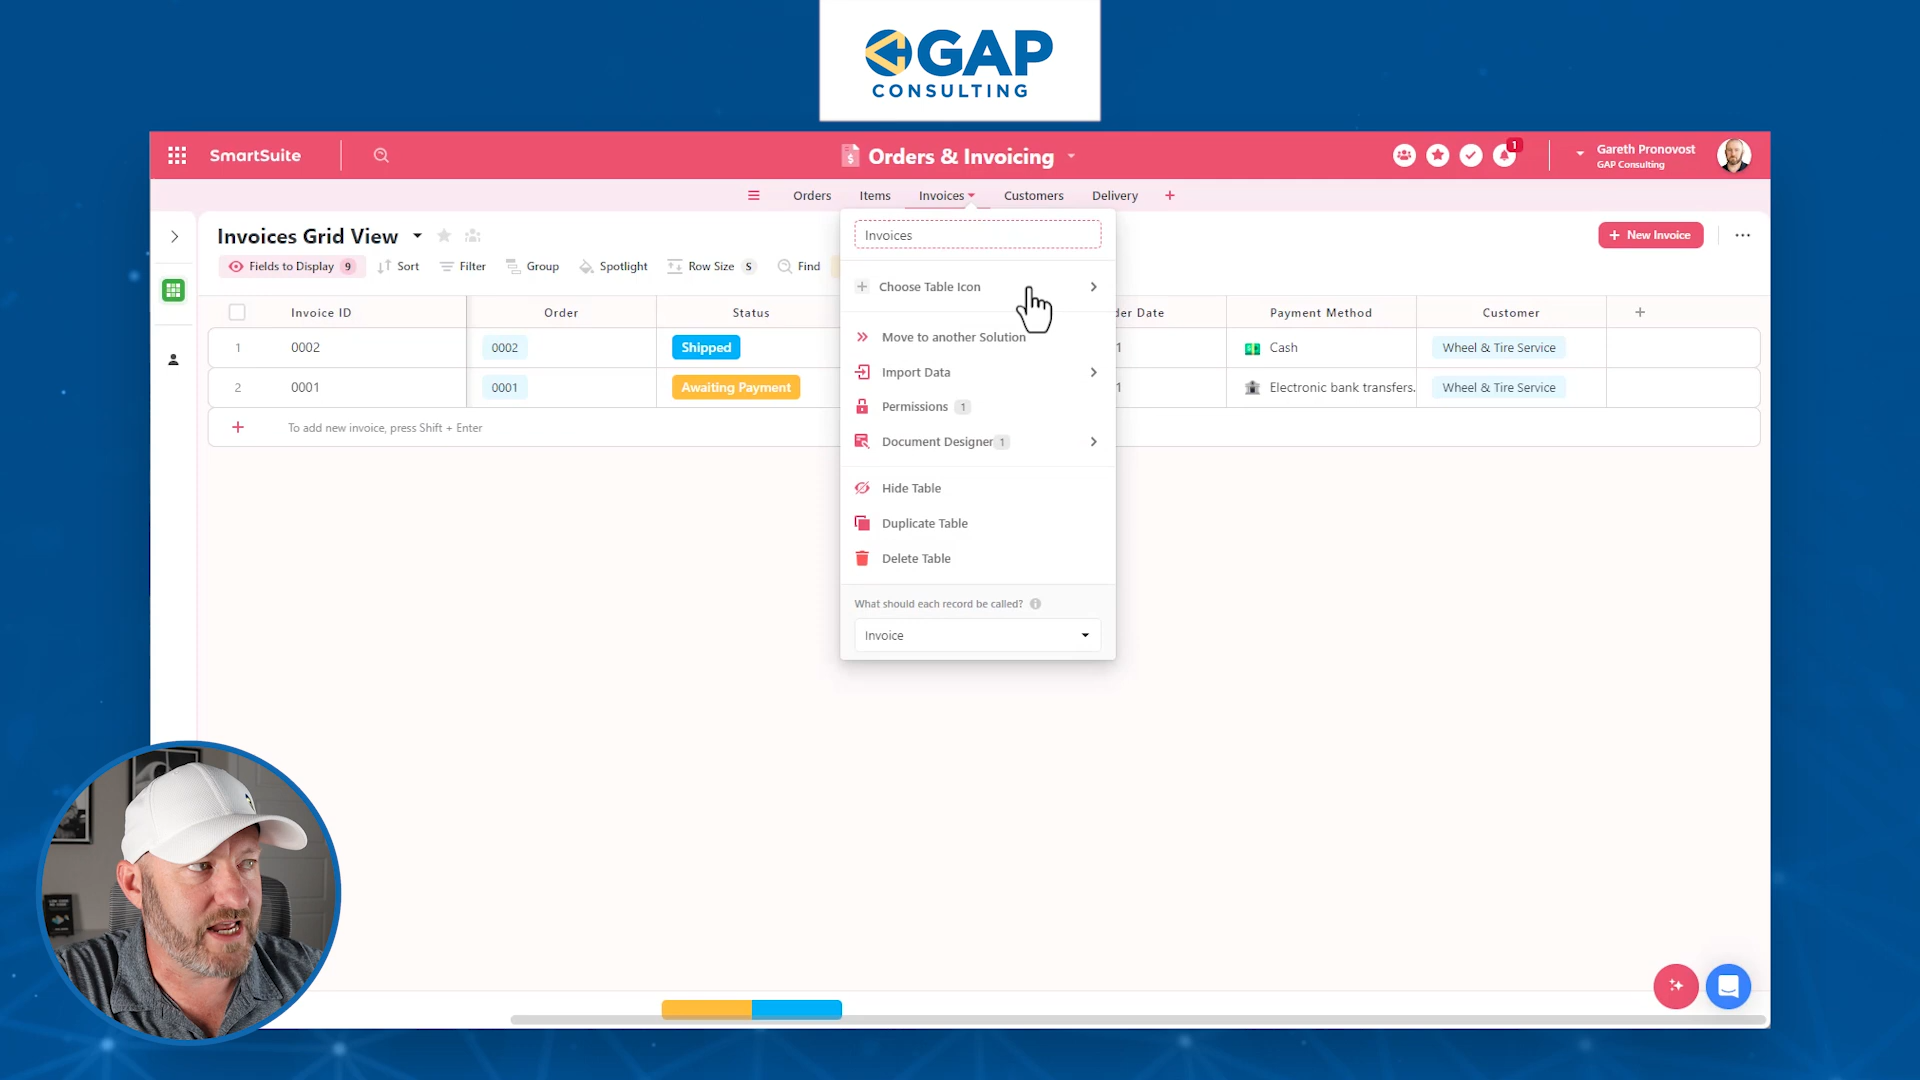 GAP
CONSULTING
SmartSuite
Orders & Invoicing
1
Gareth Pronovost
GAP Consulting
Orders
Items
Invoices
Customers
Delivery
Invoices Grid View
Invoices
New Invoice
Fields to Display 9
Sort
Filter
Group
Spotlight
Row Size S
Find
Choose Table Icon
Invoice ID
Order
Status
Date
Payment Method
Customer
Move to another Solution
1
0002
0002
Shipped
1
Cash
Wheel & Tire Service
Import Data
2
0001
0001
Awaiting Payment
1
Electronic bank transfers.
Wheel & Tire Service
Permissions 1
To add new invoice, press Shift + Enter
Document Designer 1
Hide Table
Duplicate Table
Delete Table
What should each record be called?
Invoice